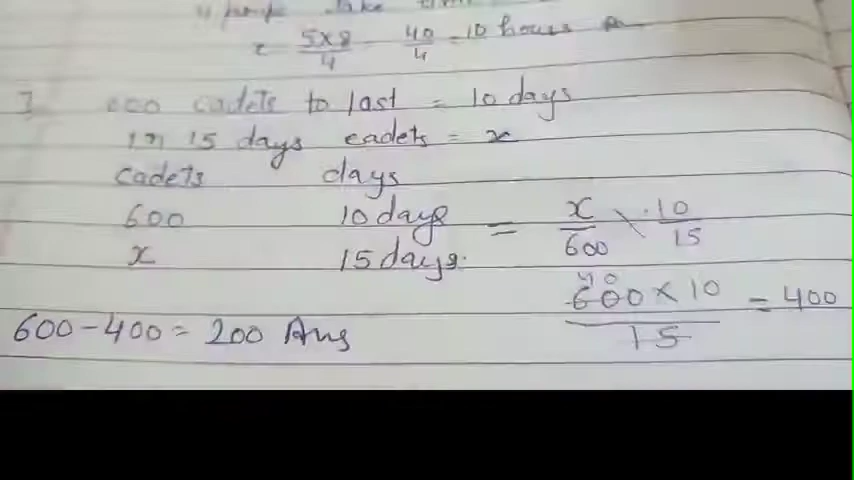 take
= 5×8/4 40/4 = 10 hours
600 cadets to last = 10 days
In 15 days cadets = x
cadets days
600 10 days = x/600 10/15
x 15 days.
600 × 10 / 15 = 400
40
600 - 400 = 200 Ans